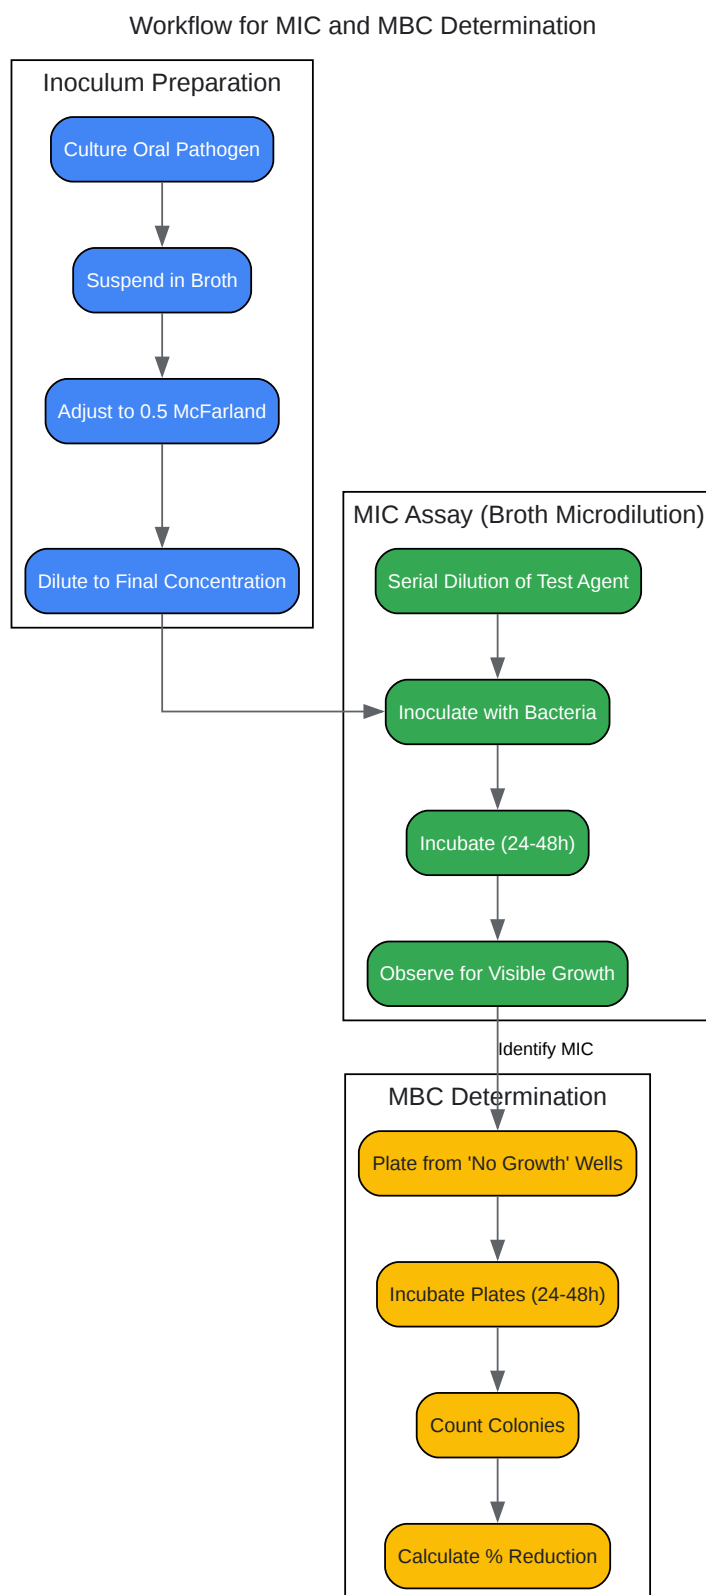 Workflow for MIC and MBC Determination
Inoculum Preparation
Culture Oral Pathogen
Suspend in Broth
Adjust to 0.5 McFarland
Dilute to Final Concentration
MIC Assay (Broth Microdilution)
Serial Dilution of Test Agent
Inoculate with Bacteria
Incubate (24-48h)
Observe for Visible Growth
Identify MIC
MBC Determination
Plate from 'No Growth' Wells
Incubate Plates (24-48h)
Count Colonies
Calculate % Reduction